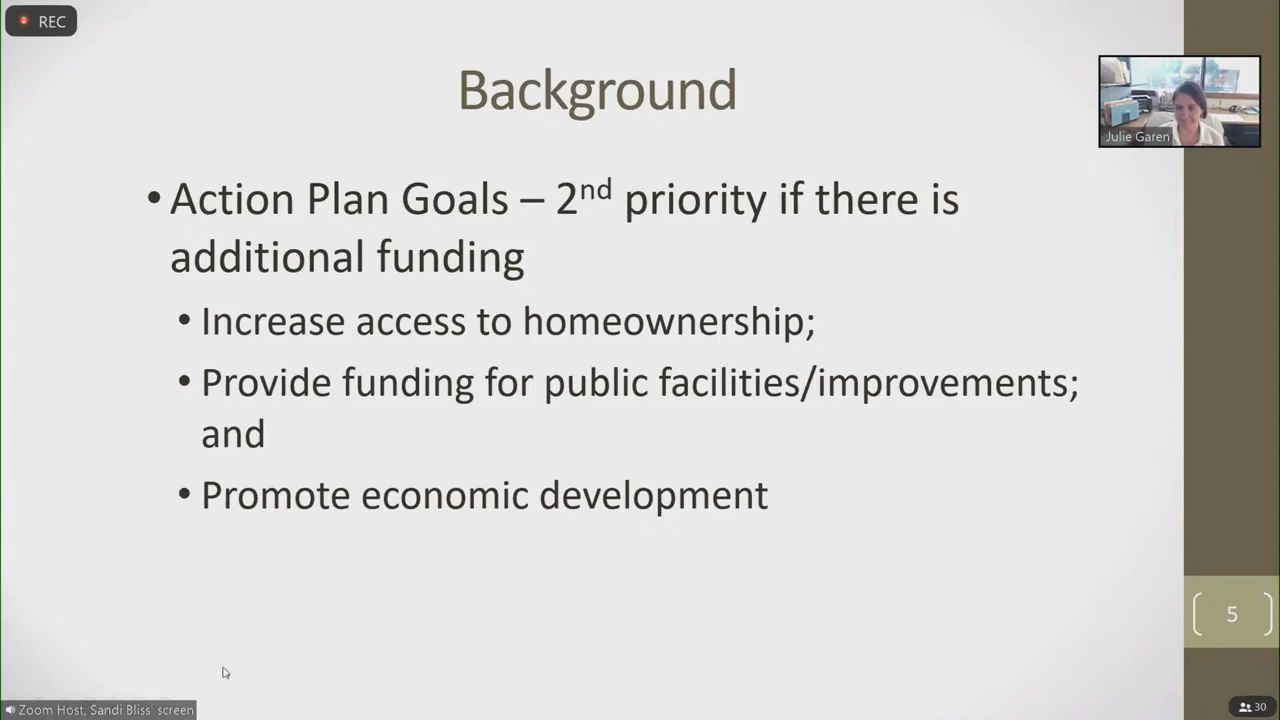 REC
Background
Julie Garen
• Action Plan Goals – 2nd priority if there is
additional funding
• Increase access to homeownership;
• Provide funding for public facilities/improvements;
and
• Promote economic development
5
Zoom Host, Sandi Bliss' screen
30